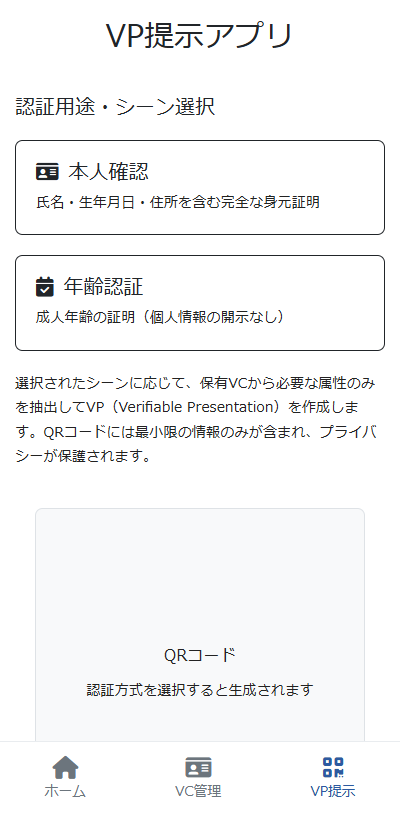 VP提示アプリ
認証用途・シーン選択
本人確認
氏名・生年月日・住所を含む完全な身元証明
年齢認証
成人年齢の証明（個人情報の開示なし）
選択されたシーンに応じて、保有VCから必要な属性のみ
を抽出してVP（Verifiable Presentation）を作成しま
す。QRコードには最小限の情報のみが含まれ、プライバ
シーが保護されます。
QRコード
認証方式を選択すると生成されます
ホーム
VC管理
VP提示